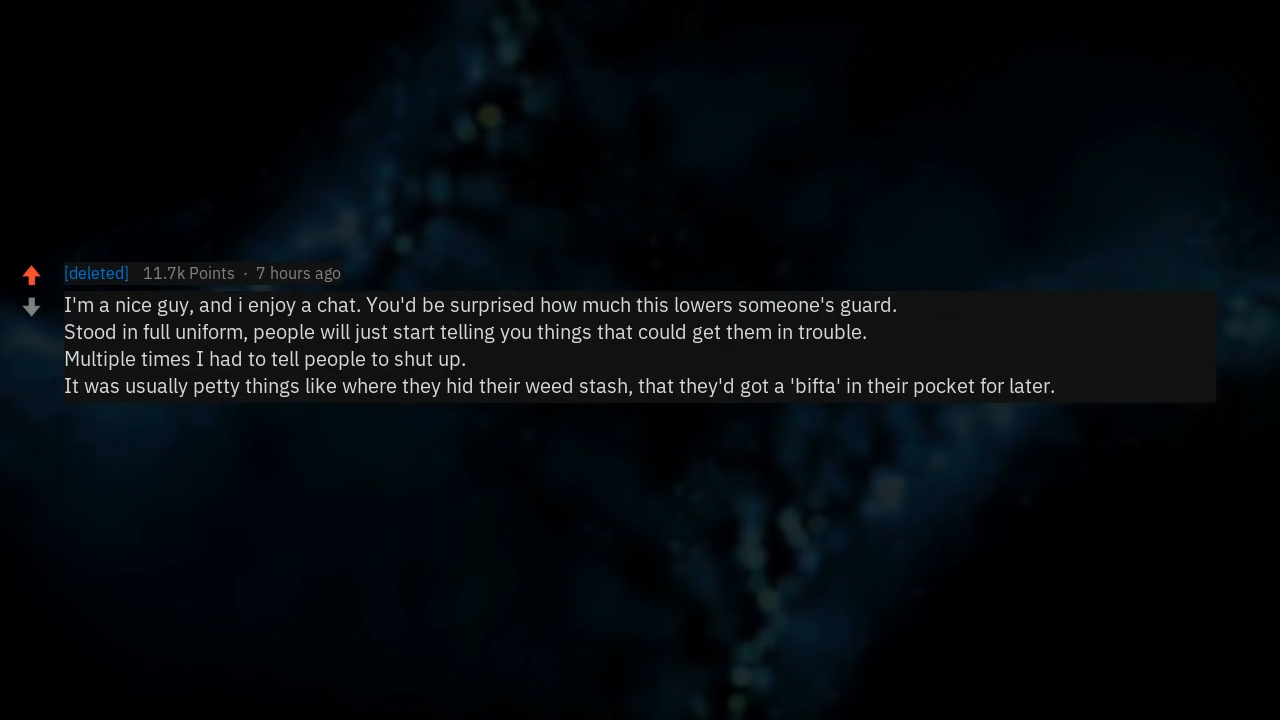 [deleted] 11.7k Points · 7 hours ago
I'm a nice guy, and i enjoy a chat. You'd be surprised how much this lowers someone's guard.
Stood in full uniform, people will just start telling you things that could get them in trouble.
Multiple times I had to tell people to shut up.
It was usually petty things like where they hid their weed stash, that they'd got a 'bifta' in their pocket for later.